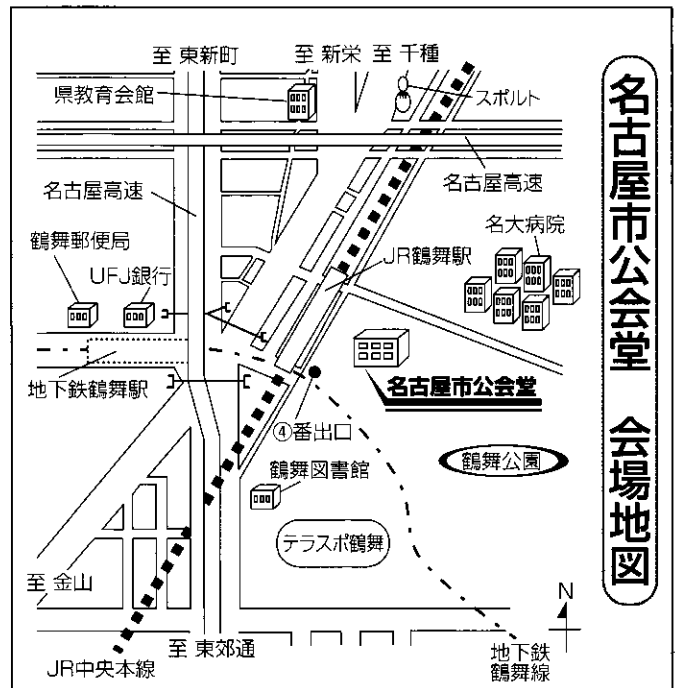 至 東新町
至 新栄
至 千種
県教育会館
スポルト
名古屋高速
名古屋高速
名大病院
鶴舞郵便局
UFJ銀行
JR鶴舞駅
地下鉄鶴舞駅
名古屋市公会堂
④番出口
鶴舞公園
鶴舞図書館
テラスポ鶴舞
至 金山
N
至 東郊通
地下鉄
鶴舞線
JR中央本線
名古屋市公会堂 会場地図